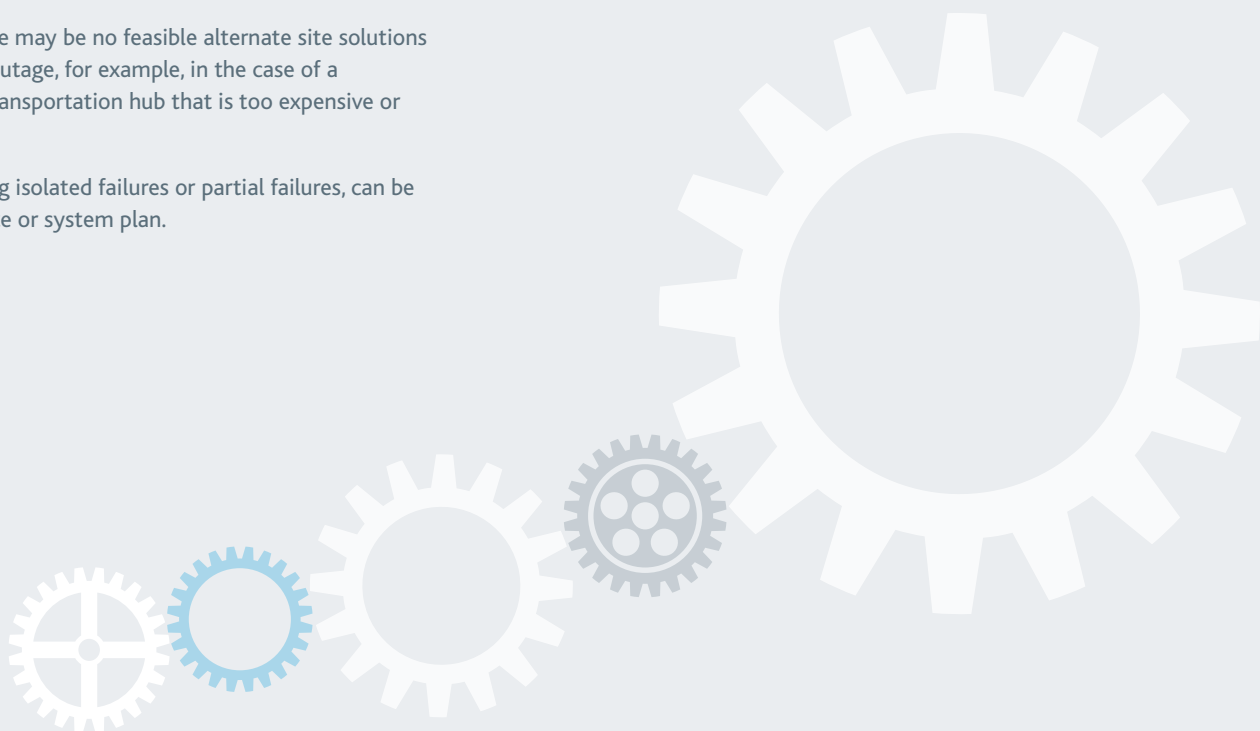 e may be no feasible alternate site solutions
utage, for example, in the case of a
ansportation hub that is too expensive or
g isolated failures or partial failures, can be
e or system plan.